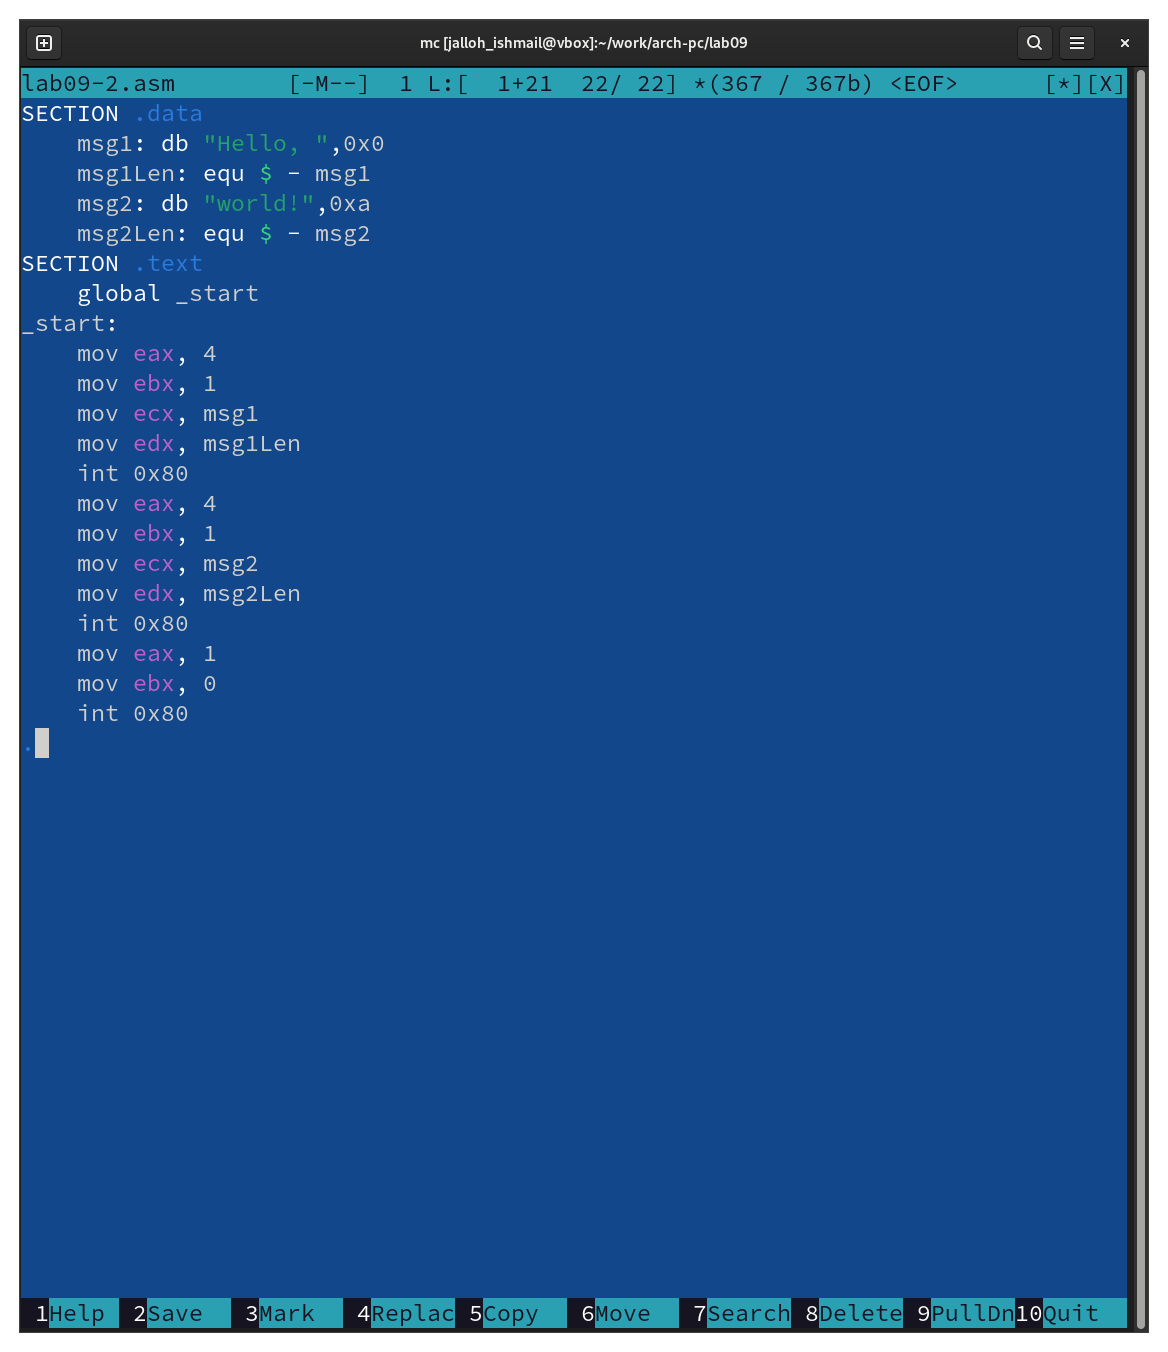 mc [jalloh_ishmail@vbox]:~/work/arch-pc/lab09
lab09-2.asm        [-M--]  1 L:[  1+21  22/ 22] *(367 / 367b) <EOF>      [*][X]
SECTION .data
    msg1: db "Hello, ",0x0
    msg1Len: equ $ - msg1
    msg2: db "world!",0xa
    msg2Len: equ $ - msg2
SECTION .text
    global _start
_start:
    mov eax, 4
    mov ebx, 1
    mov ecx, msg1
    mov edx, msg1Len
    int 0x80
    mov eax, 4
    mov ebx, 1
    mov ecx, msg2
    mov edx, msg2Len
    int 0x80
    mov eax, 1
    mov ebx, 0
    int 0x80
.
1Help  2Save  3Mark  4Replac 5Copy  6Move  7Search 8Delete 9PullDn10Quit